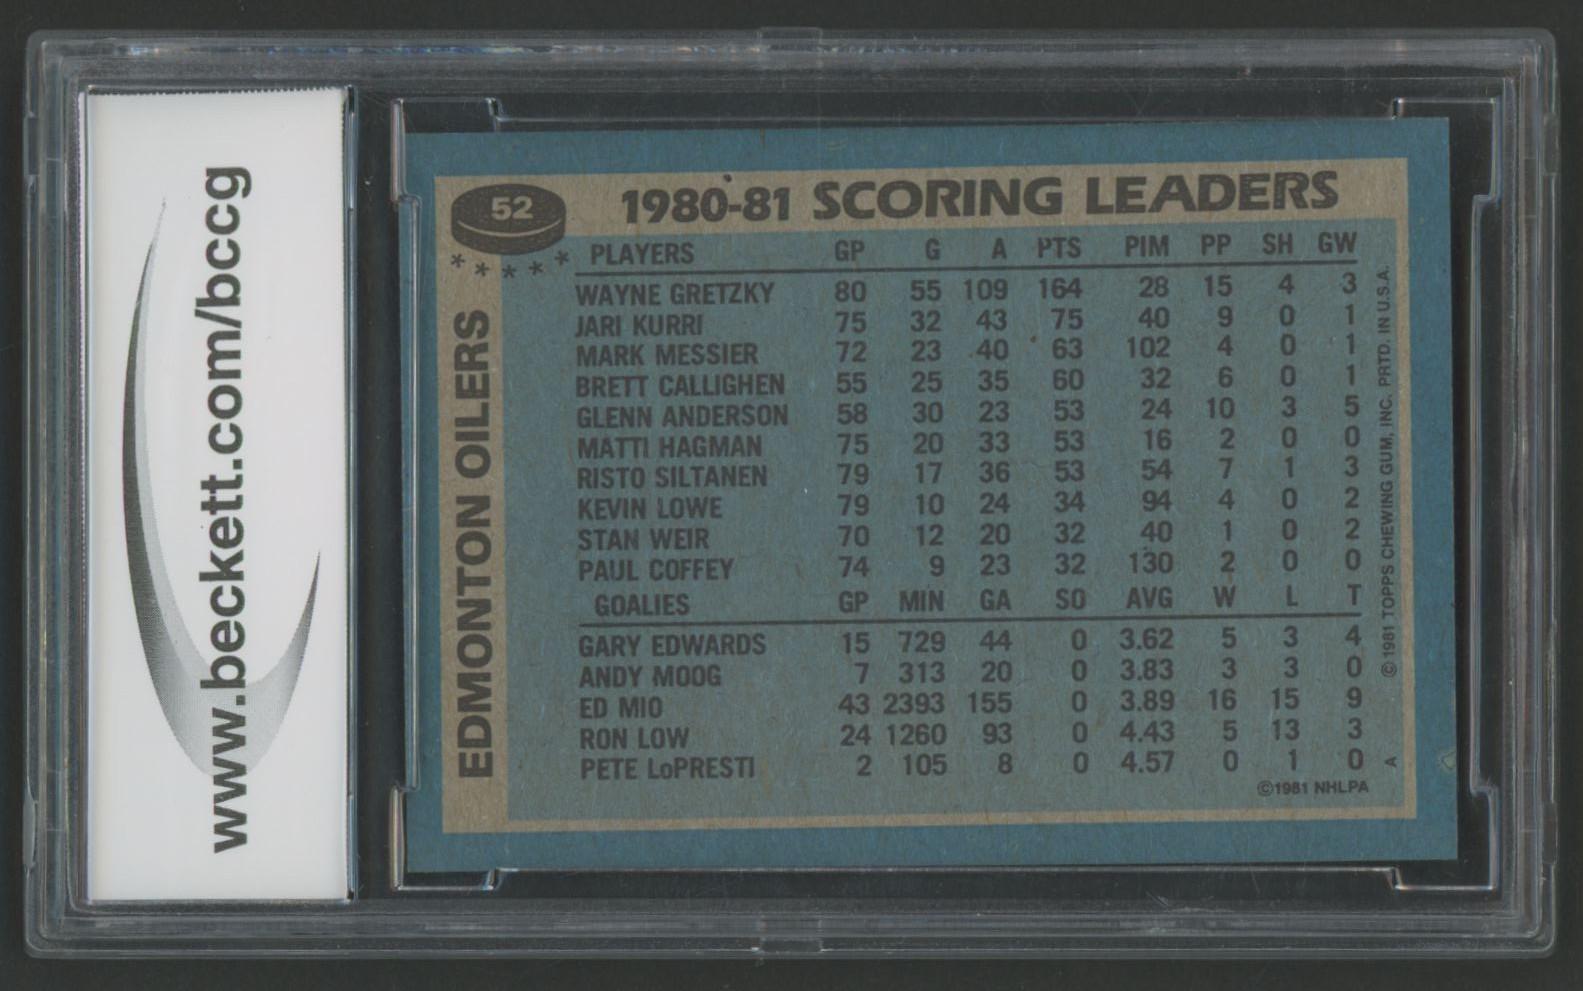 www.beckett.com/bccg
52
1980-81 SCORING LEADERS
* * * * *
EDMONTON OILERS
PLAYERS GP G A PTS PIM PP SH GW
WAYNE GRETZKY 80 55 109 164 28 15 4 3
JARI KURRI 75 32 43 75 40 9 0 1
MARK MESSIER 72 23 40 63 102 4 0 1
BRETT CALLIGHEN 55 25 35 60 32 6 0 1
GLENN ANDERSON 58 30 23 53 24 10 3 5
MATTI HAGMAN 75 20 33 53 16 2 0 0
RISTO SILTANEN 79 17 36 53 54 7 1 3
KEVIN LOWE 79 10 24 34 94 4 0 2
STAN WEIR 70 12 20 32 40 1 0 2
PAUL COFFEY 74 9 23 32 130 2 0 0
GOALIES GP MIN GA SO AVG W L T
GARY EDWARDS 15 729 44 0 3.62 5 3 4
ANDY MOOG 7 313 20 0 3.83 3 3 0
ED MIO 43 2393 155 0 3.89 16 15 9
RON LOW 24 1260 93 0 4.43 5 13 3
PETE LoPRESTI 2 105 8 0 4.57 0 1 0
©1981 NHLPA
A
©1981 TOPPS CHEWING GUM, INC. PRTD. IN U.S.A.